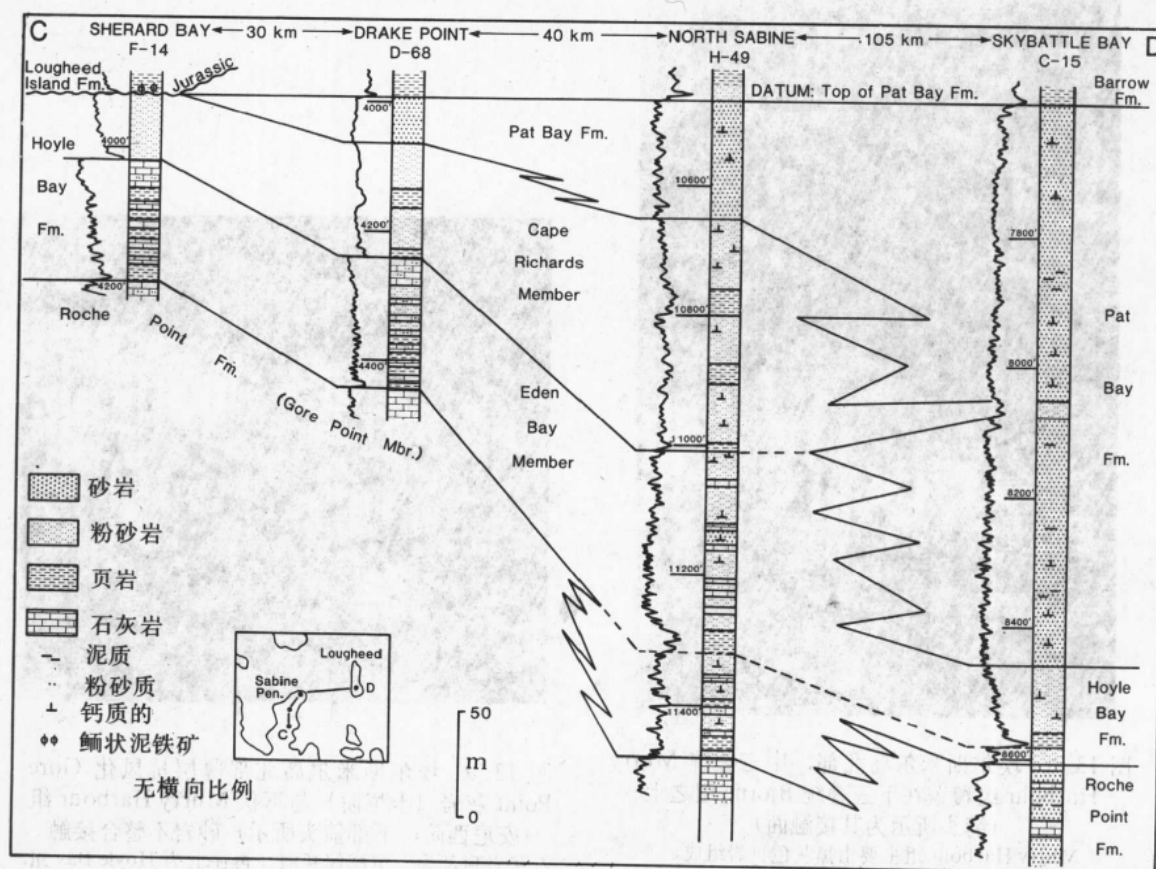 C
D
SHERARD BAY
30 km
DRAKE POINT
40 km
NORTH SABINE
105 km
SKYBATTLE BAY
F-14
D-68
H-49
C-15
Lougheed
Island Fm.
Jurassic
DATUM: Top of Pat Bay Fm.
Barrow
Fm.
4000'
4200'
Hoyle
Bay
Fm.
Roche
Point
Fm.
(Gore Point Mbr.)
4000'
4200'
4400'
Pat Bay Fm.
Cape
Richards
Member
Eden
Bay
Member
10600'
10800'
11000'
11200'
11400'
7800'
8000'
8200'
8400'
8600'
Pat
Bay
Fm.
Hoyle
Bay
Fm.
Roche
Point
Fm.
砂岩
粉砂岩
页岩
石灰岩
泥质
粉砂质
钙质的
鲕状泥铁矿
无横向比例
Lougheed
Sabine
Pen.
D
C
50
m
0